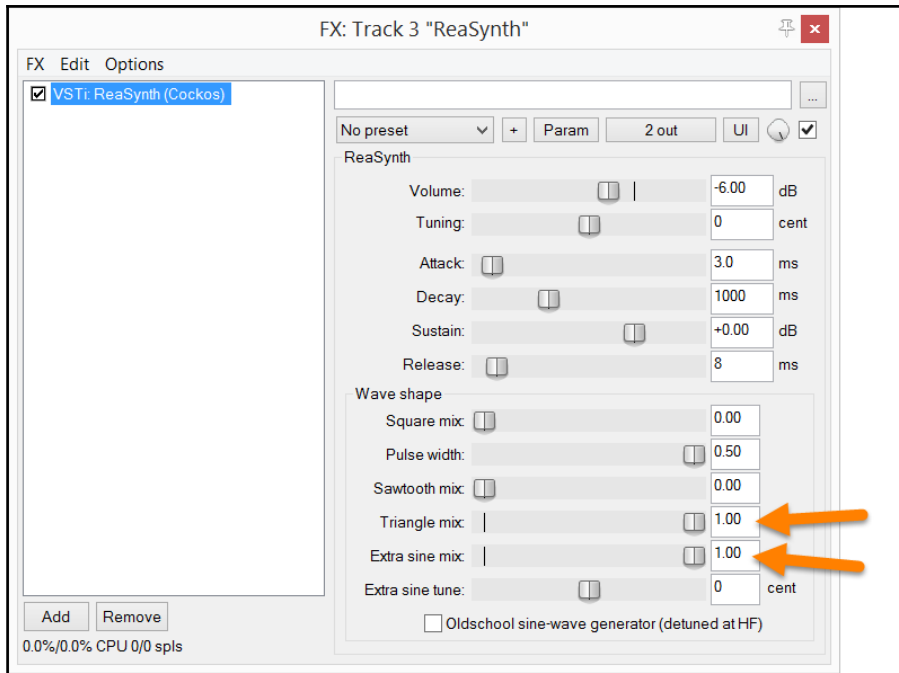 FX: Track 3 "ReaSynth"
FX Edit Options
VSTi: ReaSynth (Cockos)
...
No preset + Param 2 out UI
ReaSynth
Volume: -6.00 dB
Tuning: 0 cent
Attack: 3.0 ms
Decay: 1000 ms
Sustain: +0.00 dB
Release: 8 ms
Wave shape
Square mix: 0.00
Pulse width: 0.50
Sawtooth mix: 0.00
Triangle mix: 1.00
Extra sine mix: 1.00
Extra sine tune: 0 cent
Add Remove
Oldschool sine-wave generator (detuned at HF)
0.0%/0.0% CPU 0/0 spls